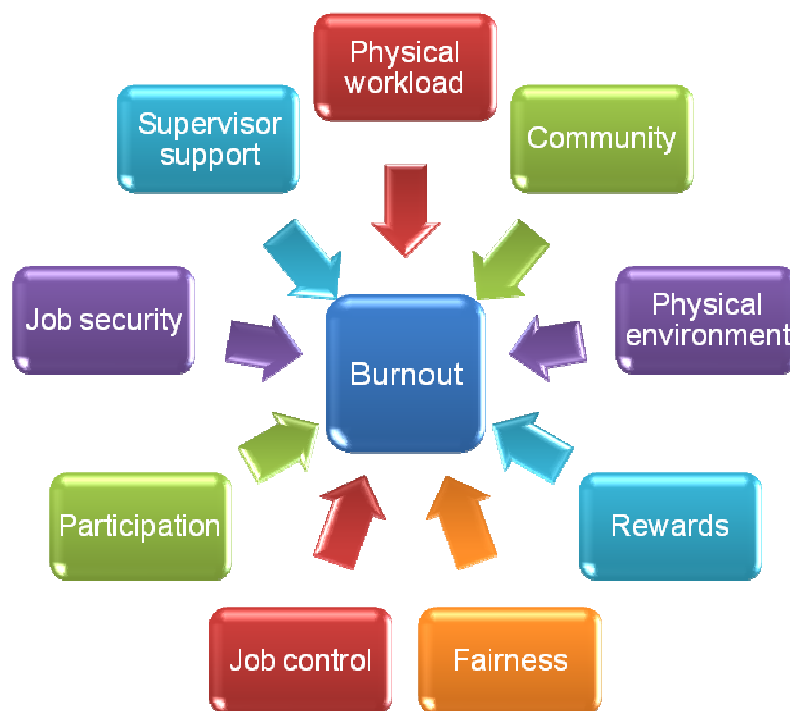 Physical
workload
Supervisor
support
Community
Job security
Physical
environment
Burnout
Participation
Rewards
Job control
Fairness